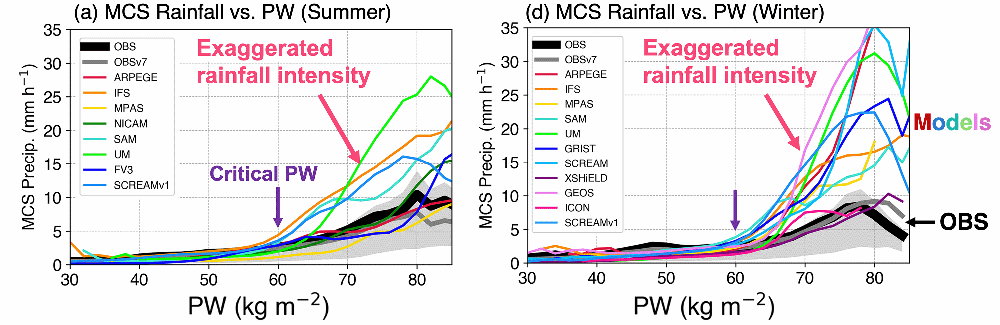 (a) MCS Rainfall vs. PW (Summer)
35
30
25
20
15
10
5
0
MCS Precip. (mm h⁻¹)
OBS
OBSv7
ARPEGE
IFS
MPAS
NICAM
SAM
UM
FV3
SCREAMv1
Exaggerated
rainfall intensity
Critical PW
30 40 50 60 70 80
PW (kg m⁻²)
(d) MCS Rainfall vs. PW (Winter)
35
30
25
20
15
10
5
0
MCS Precip. (mm h⁻¹)
OBS
OBSv7
ARPEGE
IFS
MPAS
SAM
UM
GRIST
SCREAM
XSHiELD
GEOS
ICON
SCREAMv1
Exaggerated
rainfall intensity
Models
OBS
30 40 50 60 70 80
PW (kg m⁻²)